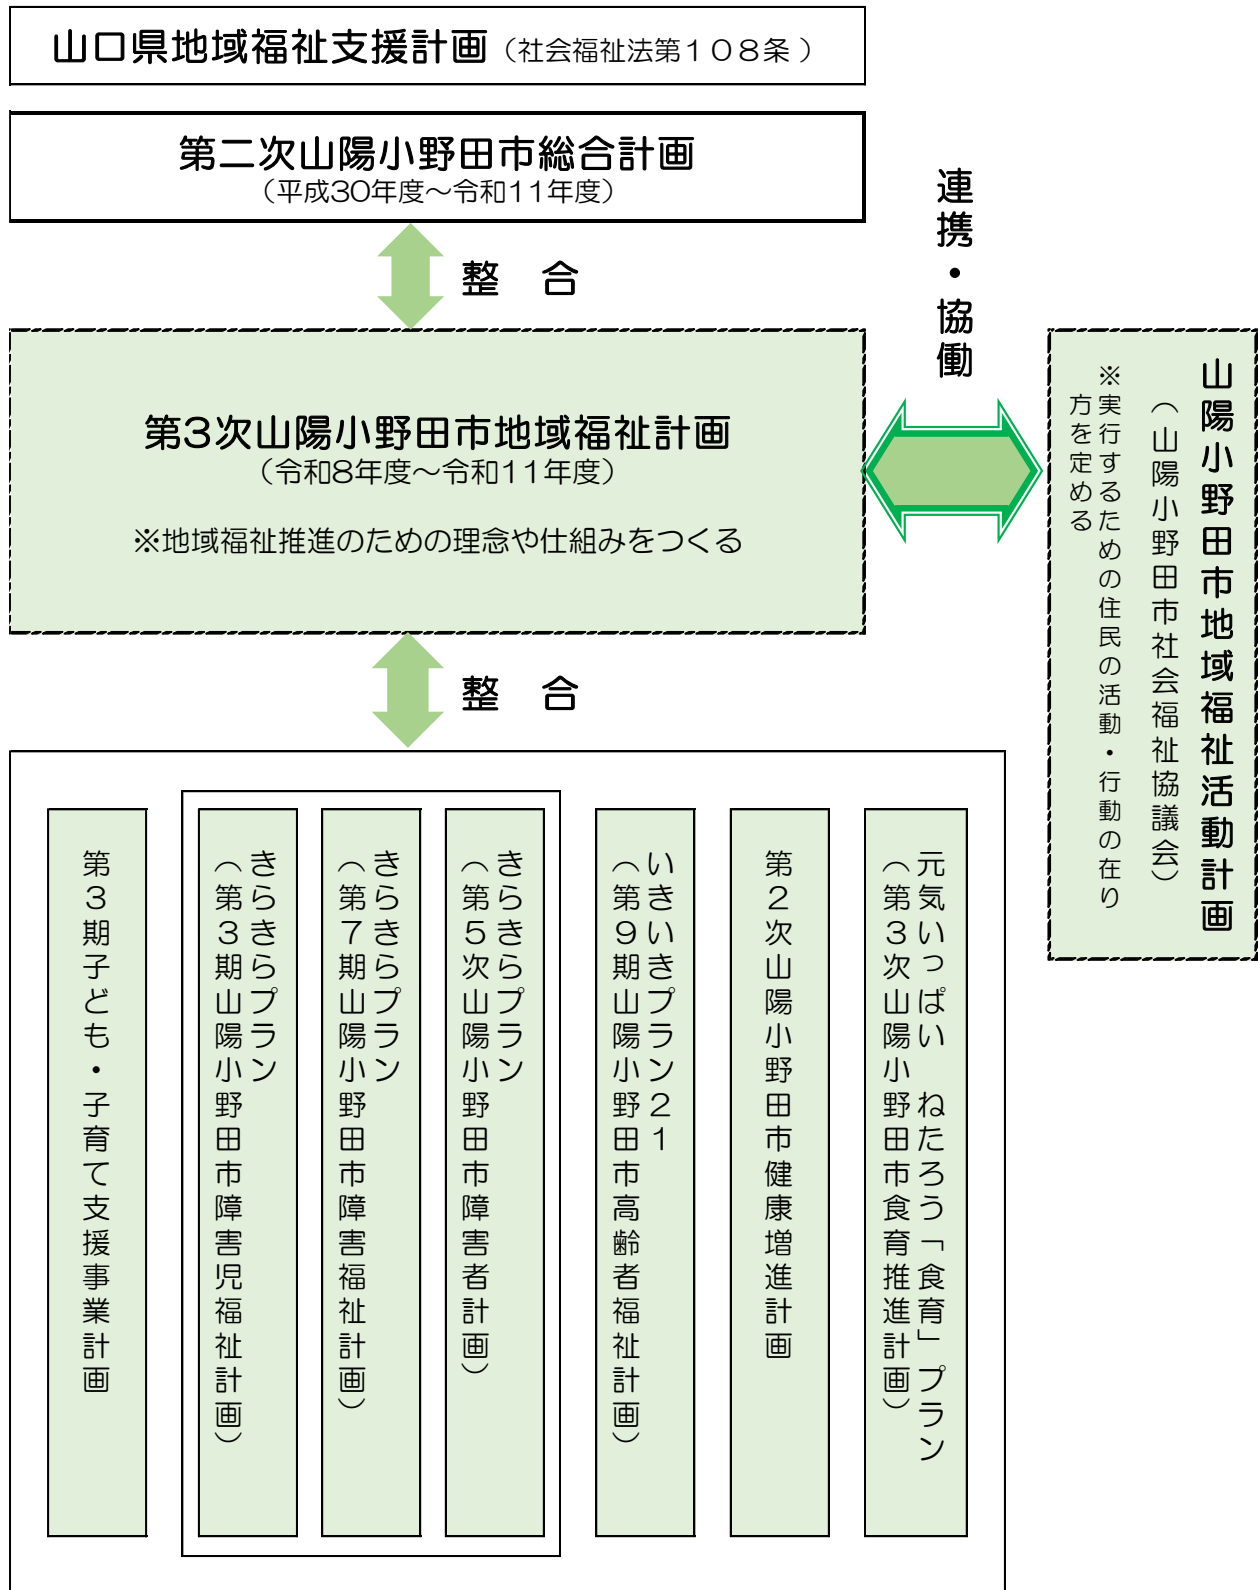 山口県地域福祉支援計画（社会福祉法第１０８条 ）
第二次山陽小野田市総合計画
（平成30年度～令和11年度）
整　合
連携・協働
第3次山陽小野田市地域福祉計画
（令和8年度～令和11年度）
※地域福祉推進のための理念や仕組みをつくる
山陽小野田市地域福祉活動計画
（山陽小野田市社会福祉協議会）
※実行するための住民の活動・行動の在り
方を定める
整　合
元気いっぱい　ねたろう「食育」プラン
（第３次山陽小野田市食育推進計画）
第２次山陽小野田市健康増進計画
いきいきプラン２１
（第９期山陽小野田市高齢者福祉計画）
きらきらプラン
（第５次山陽小野田市障害者計画）
きらきらプラン
（第７期山陽小野田市障害福祉計画）
きらきらプラン
（第３期山陽小野田市障害児福祉計画）
第３期子ども・子育て支援事業計画